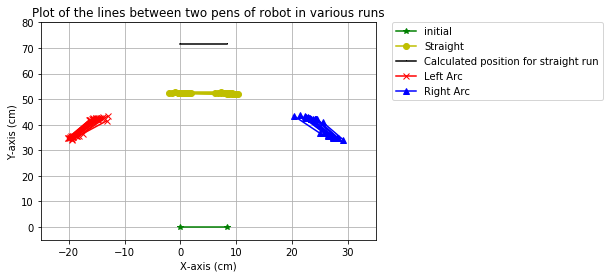 Plot of the lines between two pens of robot in various runs
initial
Straight
Calculated position for straight run
Left Arc
Right Arc
80
70
60
50
40
30
20
10
0
Y-axis (cm)
−20
−10
0
10
20
30
X-axis (cm)